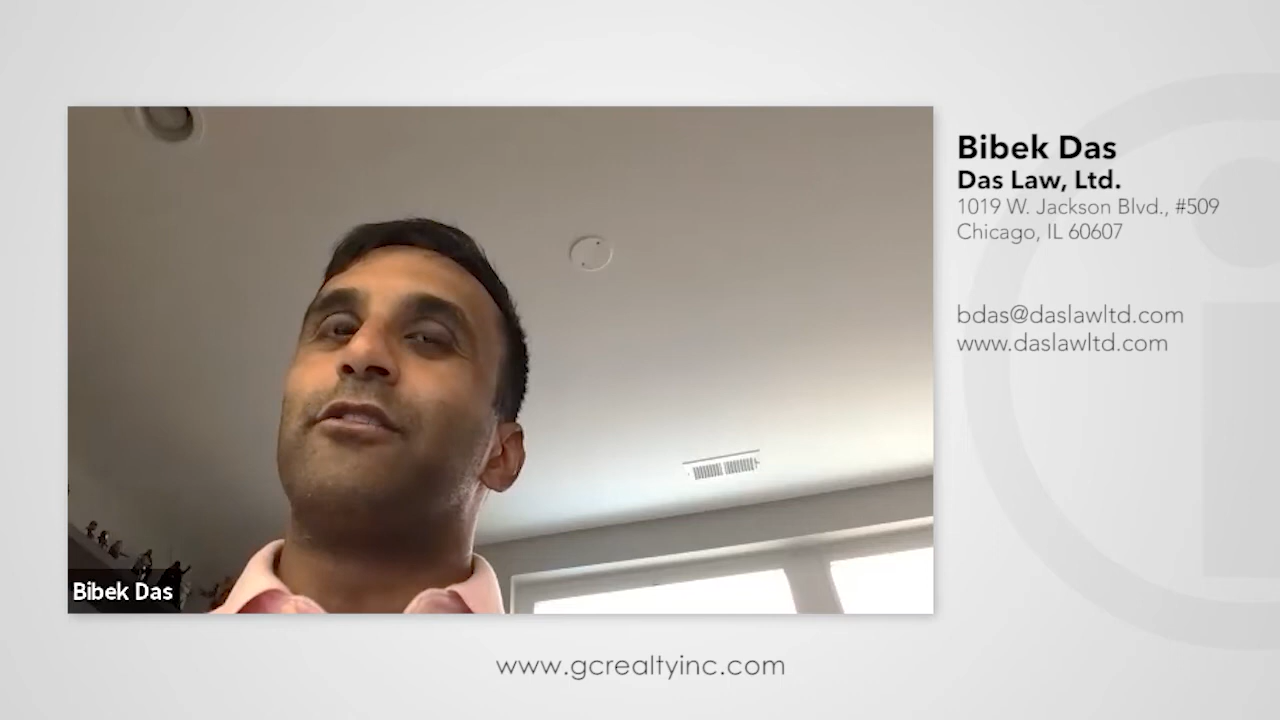 Bibek Das
Das Law, Ltd.
1019 W. Jackson Blvd., #509
Chicago, IL 60607
bdas@daslawltd.com
www.daslawltd.com
Bibek Das
www.gcrealtyinc.com